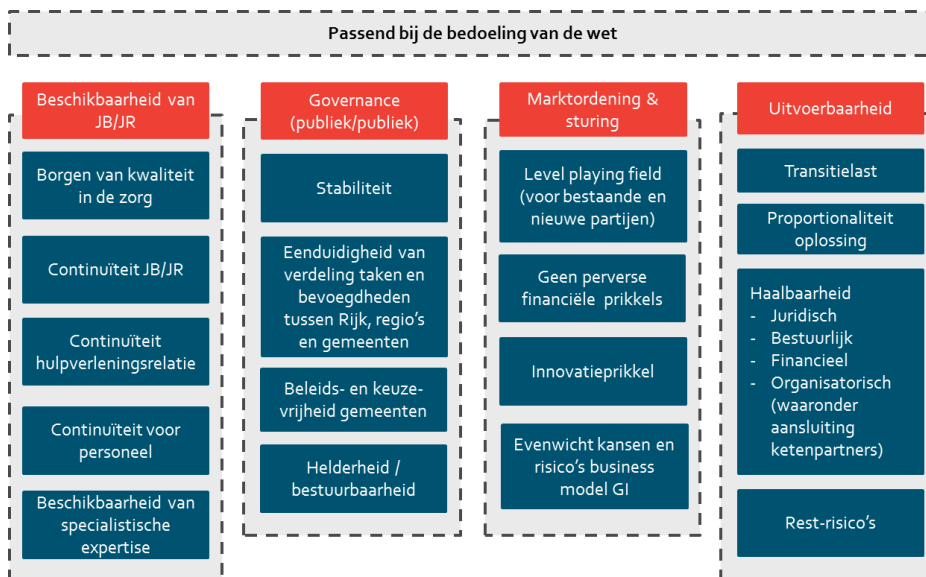 Passend bij de bedoeling van de wet
Beschikbaarheid van
JB/JR
Borgen van kwaliteit
in de zorg
Continuïteit JB/JR
Continuïteit
hulpverleningsrelatie
Continuïteit voor
personeel
Beschikbaarheid van
specialistische
expertise
Governance
(publiek/publiek)
Stabiliteit
Eenduidigheid van
verdeling taken en
bevoegdheden
tussen Rijk, regio's
en gemeenten
Beleids- en keuze-
vrijheid gemeenten
Helderheid /
bestuurbaarheid
Marktordening &
sturing
Level playing field
(voor bestaande en
nieuwe partijen)
Geen perverse
financiële prikkels
Innovatieprikkel
Evenwicht kansen en
risico's business
model GI
Uitvoerbaarheid
Transitielast
Proportionaliteit
oplossing
Haalbaarheid
- Juridisch
- Bestuurlijk
- Financieel
- Organisatorisch
(waaronder
aansluiting
ketenpartners)
Rest-risico's